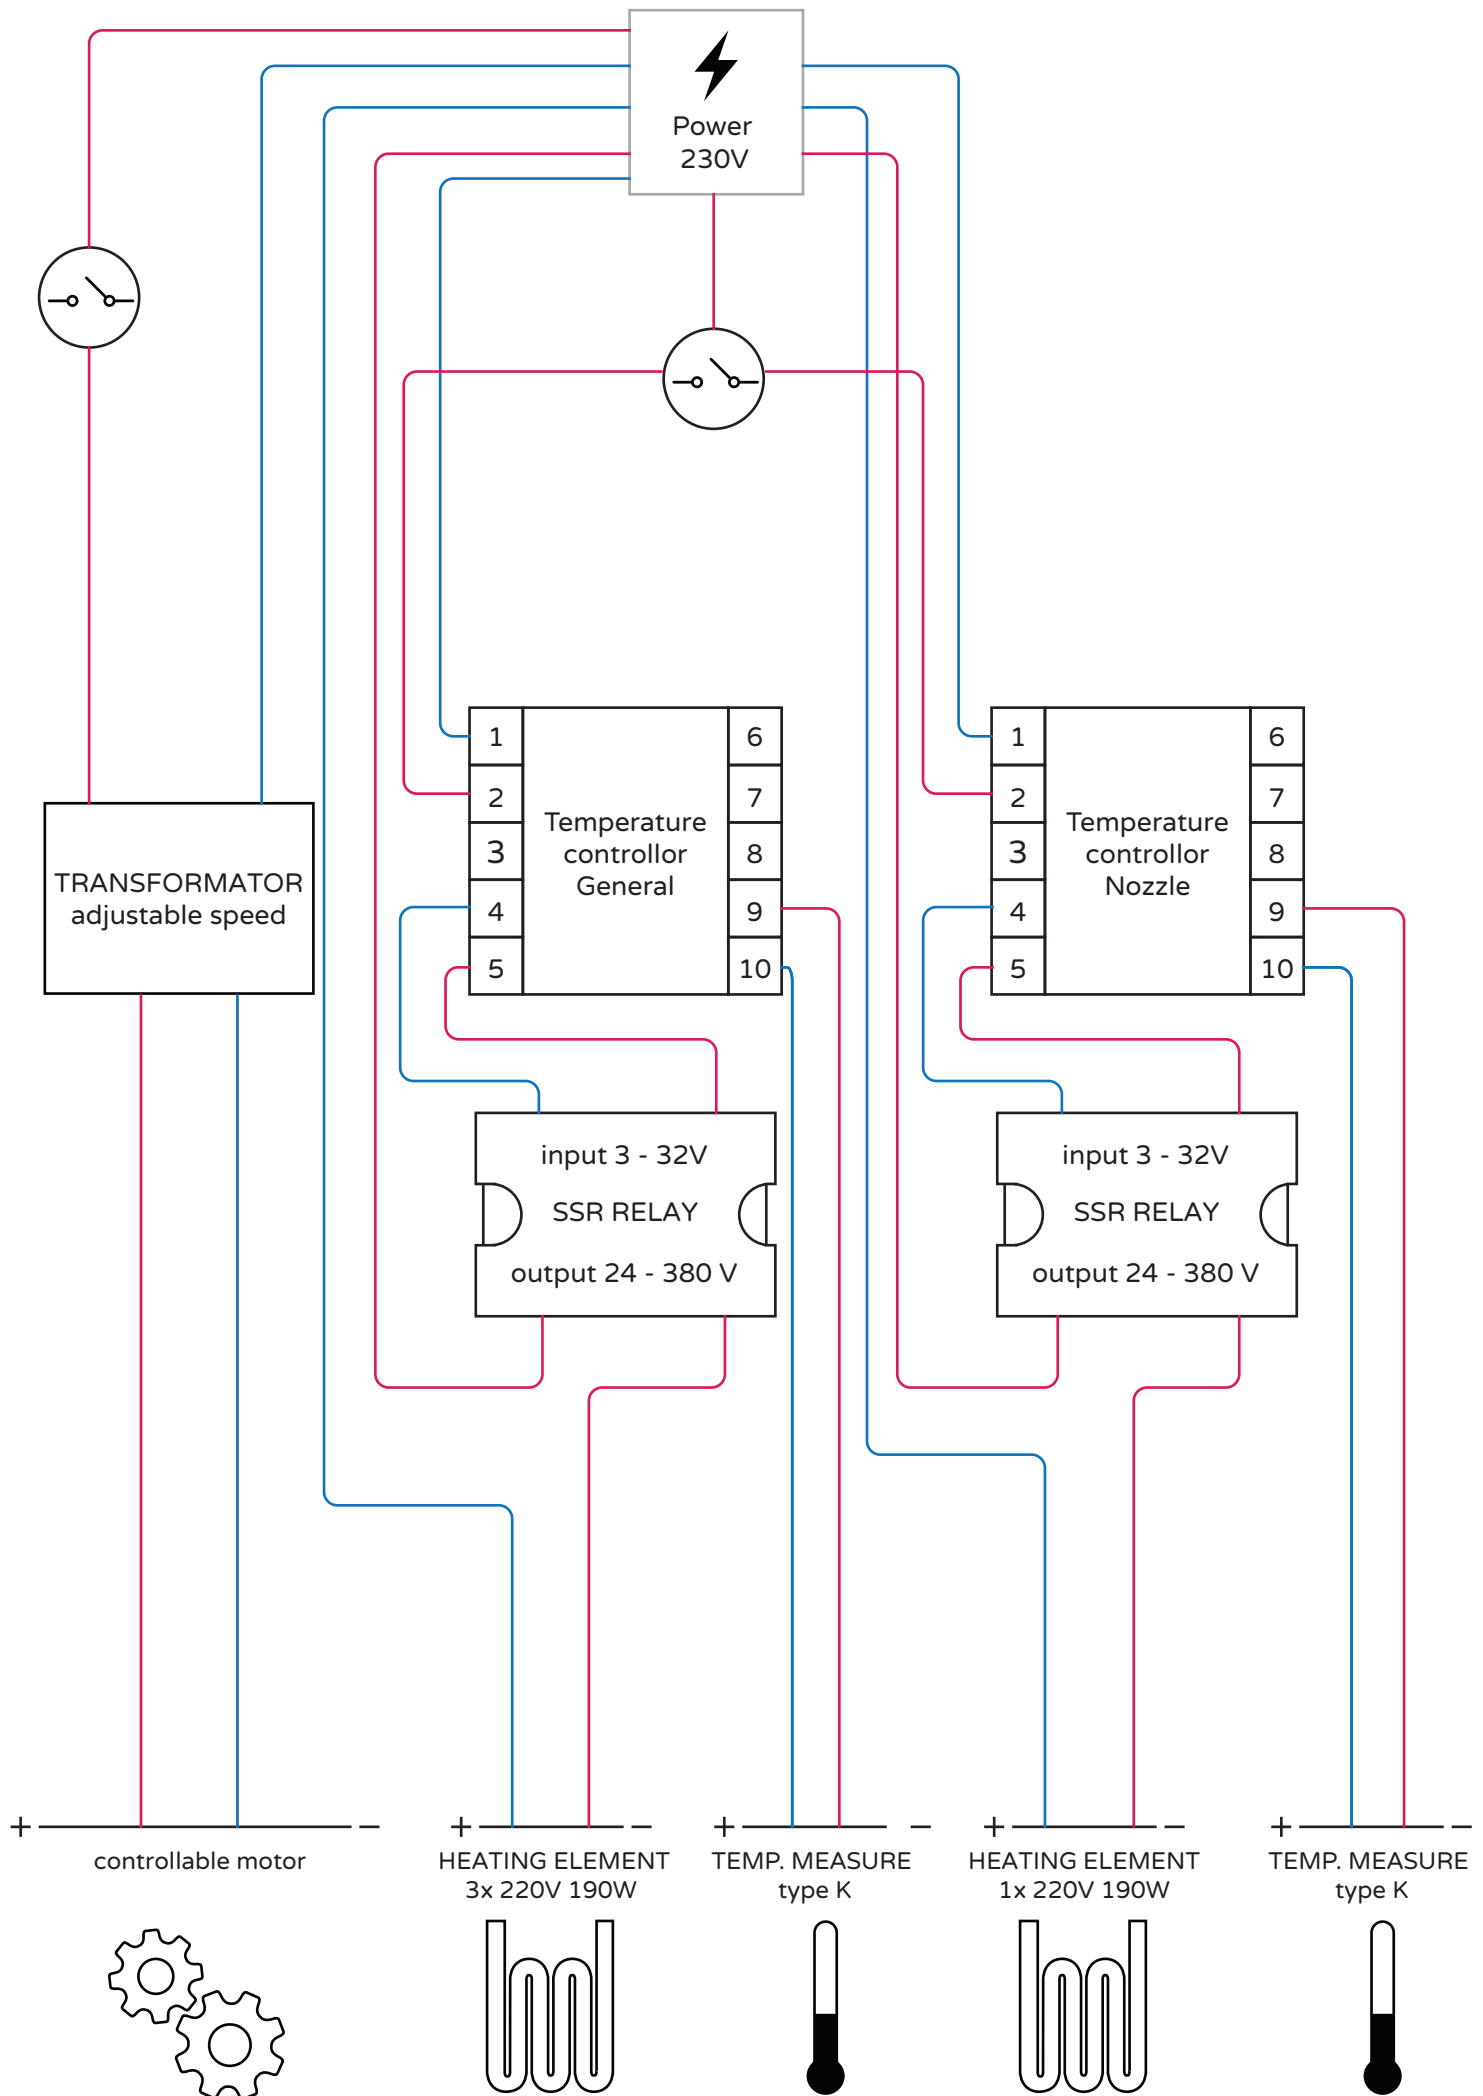 Power
230V
1
2
3
4
5
Temperature
controllor
General
6
7
8
9
10
1
2
3
4
5
Temperature
controllor
Nozzle
6
7
8
9
10
TRANSFORMATOR
adjustable speed
input 3 - 32V
SSR RELAY
output 24 - 380 V
input 3 - 32V
SSR RELAY
output 24 - 380 V
+ −
controllable motor
+ −
HEATING ELEMENT
3x 220V 190W
+ −
TEMP. MEASURE
type K
+ −
HEATING ELEMENT
1x 220V 190W
+ −
TEMP. MEASURE
type K